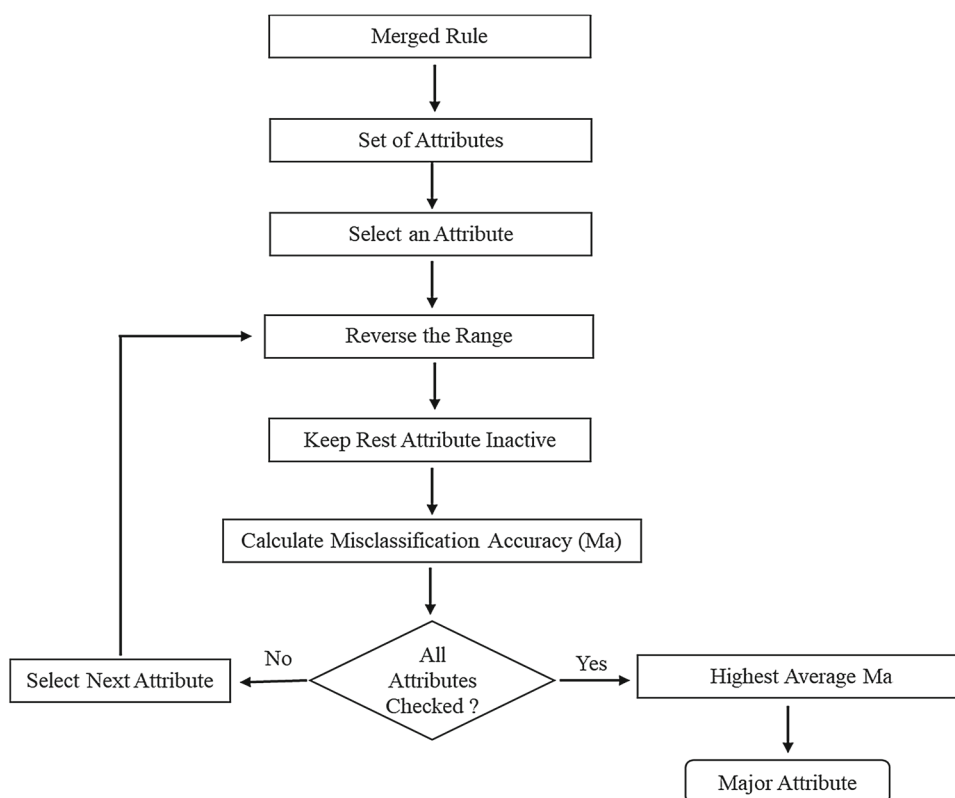 Merged Rule
Set of Attributes
Select an Attribute
Reverse the Range
Keep Rest Attribute Inactive
Calculate Misclassification Accuracy (Ma)
No
All
Attributes
Checked ?
Yes
Select Next Attribute
Highest Average Ma
Major Attribute